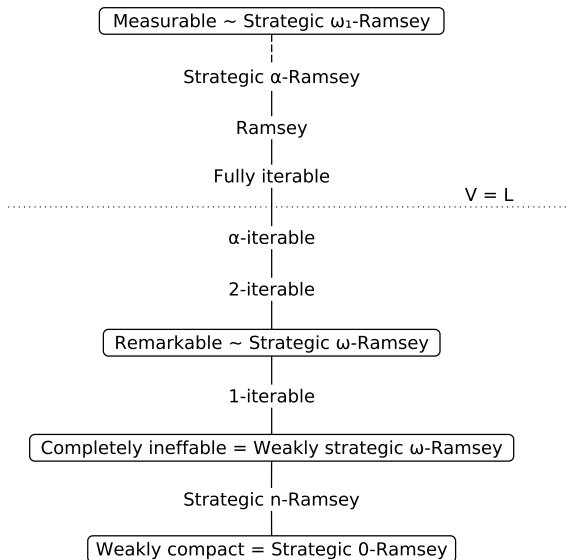 Measurable ~ Strategic ω₁-Ramsey
Strategic α-Ramsey
Ramsey
Fully iterable
V = L
α-iterable
2-iterable
Remarkable ~ Strategic ω-Ramsey
1-iterable
Completely ineffable = Weakly strategic ω-Ramsey
Strategic n-Ramsey
Weakly compact = Strategic 0-Ramsey